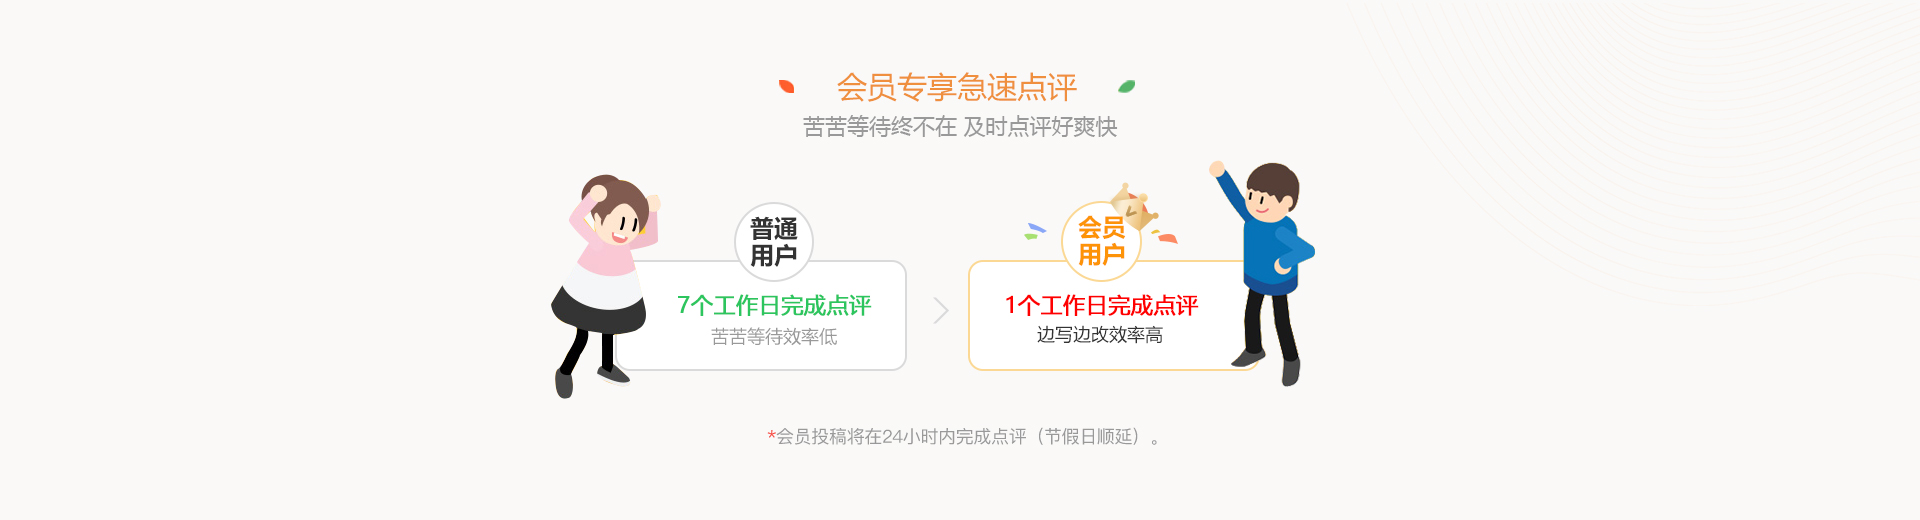 会员专享急速点评
苦苦等待终不在 及时点评好爽快
普通
用户
7个工作日完成点评
苦苦等待效率低
会员
用户
1个工作日完成点评
边写边改效率高
*会员投稿将在24小时内完成点评（节假日顺延）。